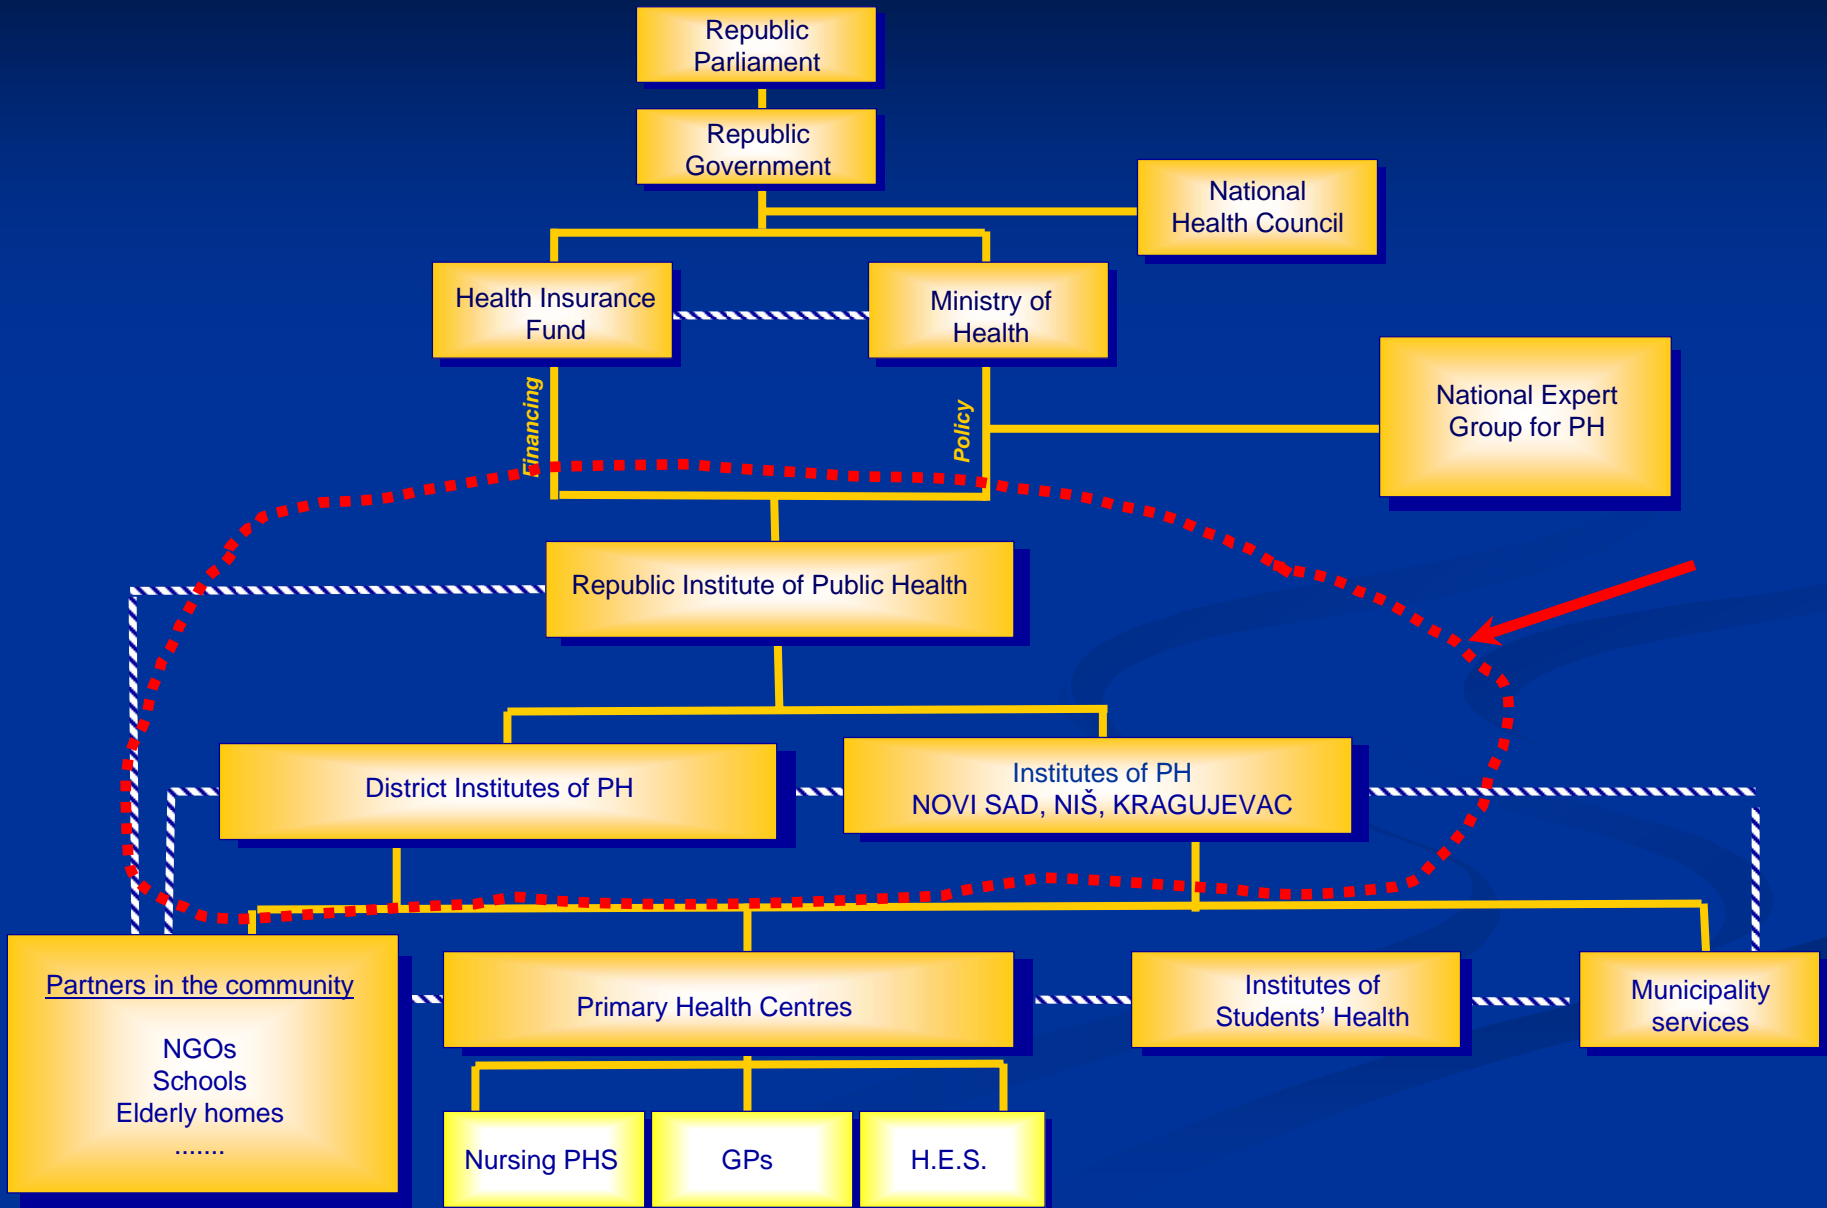 Republic
Parliament
Republic
Government
National
Health Council
Health Insurance
Fund
Ministry of
Health
Financing
Policy
National Expert
Group for PH
Republic Institute of Public Health
District Institutes of PH
Institutes of PH
NOVI SAD, NIŠ, KRAGUJEVAC
Partners in the community
NGOs
Schools
Elderly homes
.......
Primary Health Centres
Institutes of
Students’ Health
Municipality
services
Nursing PHS
GPs
H.E.S.